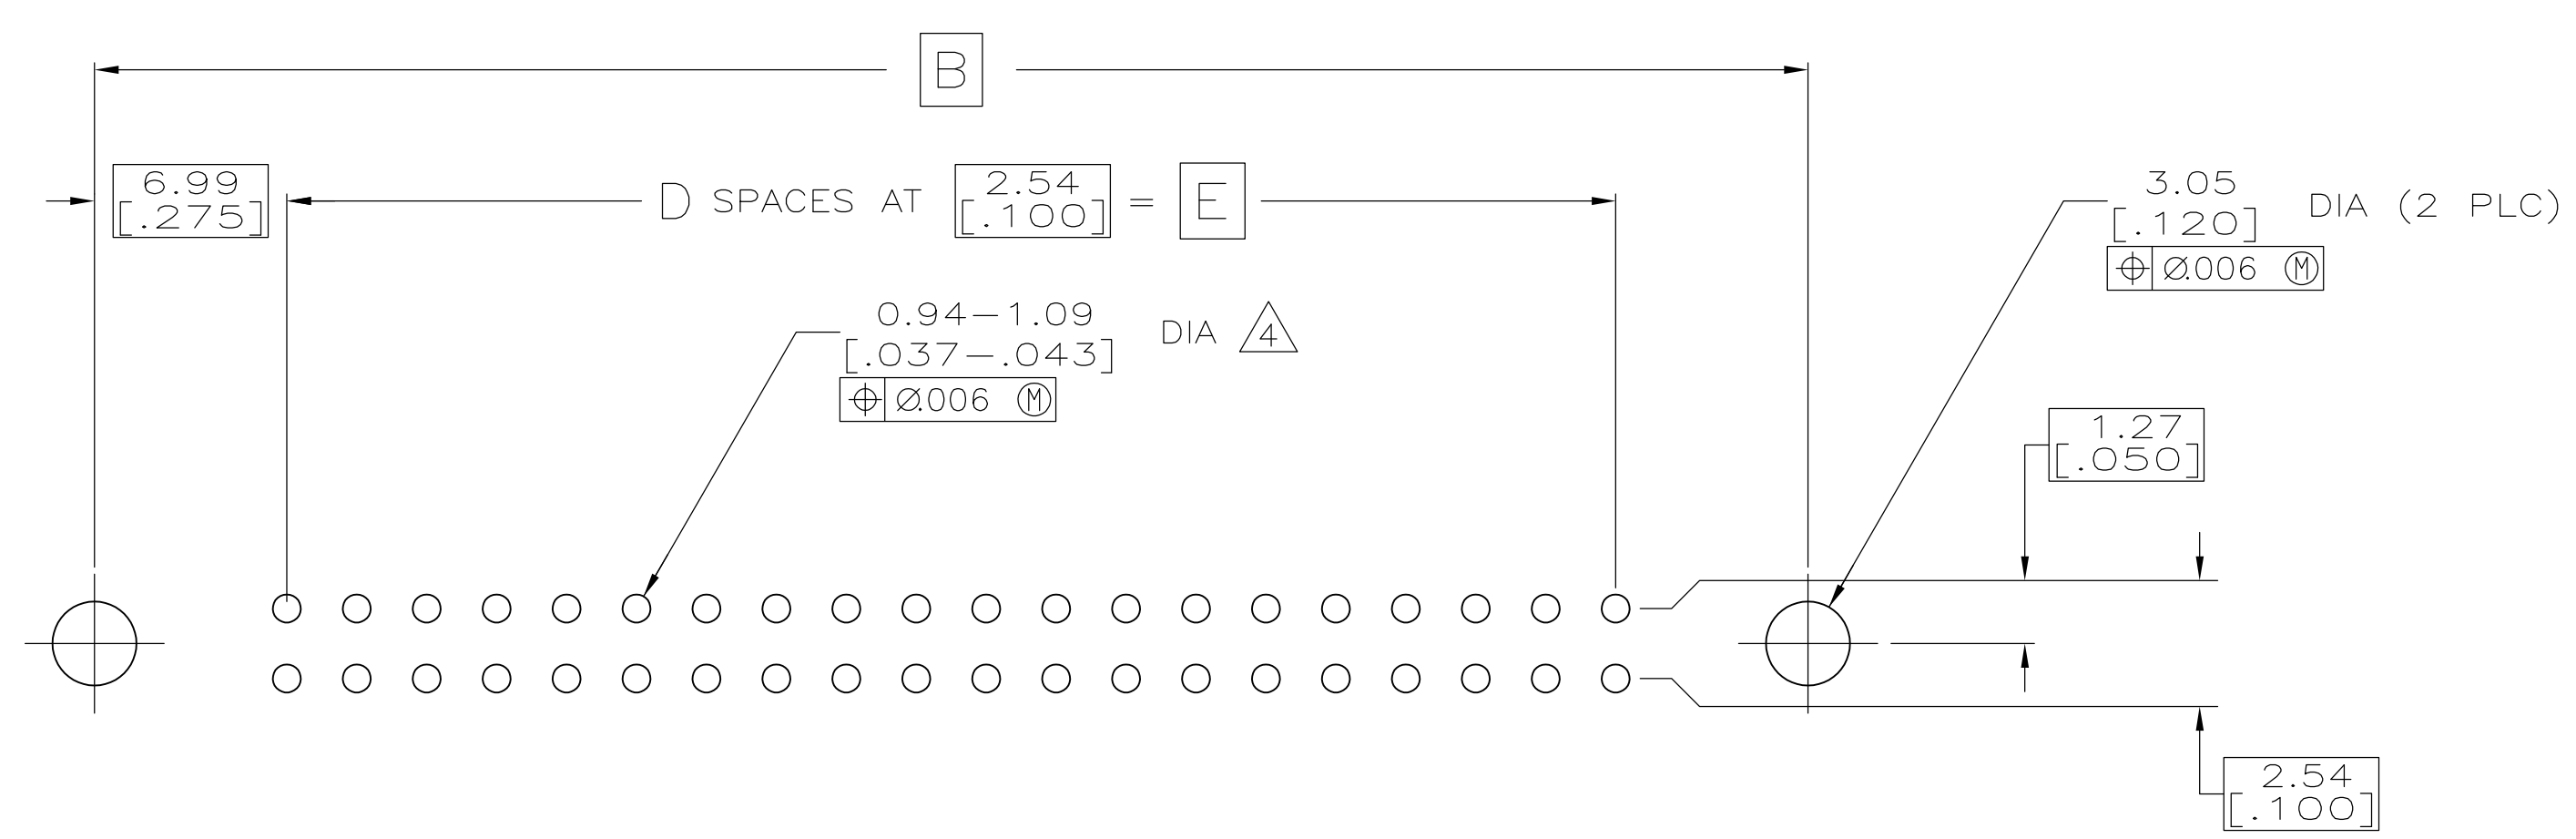 B
6.99
[.275]
D SPACES AT
2.54
[.100]
=
E
3.05
[.120]
DIA (2 PLC)
⌖ Ø.006 Ⓜ
0.94–1.09
[.037–.043]
DIA 4
⌖ Ø.006 Ⓜ
1.27
[.050]
2.54
[.100]